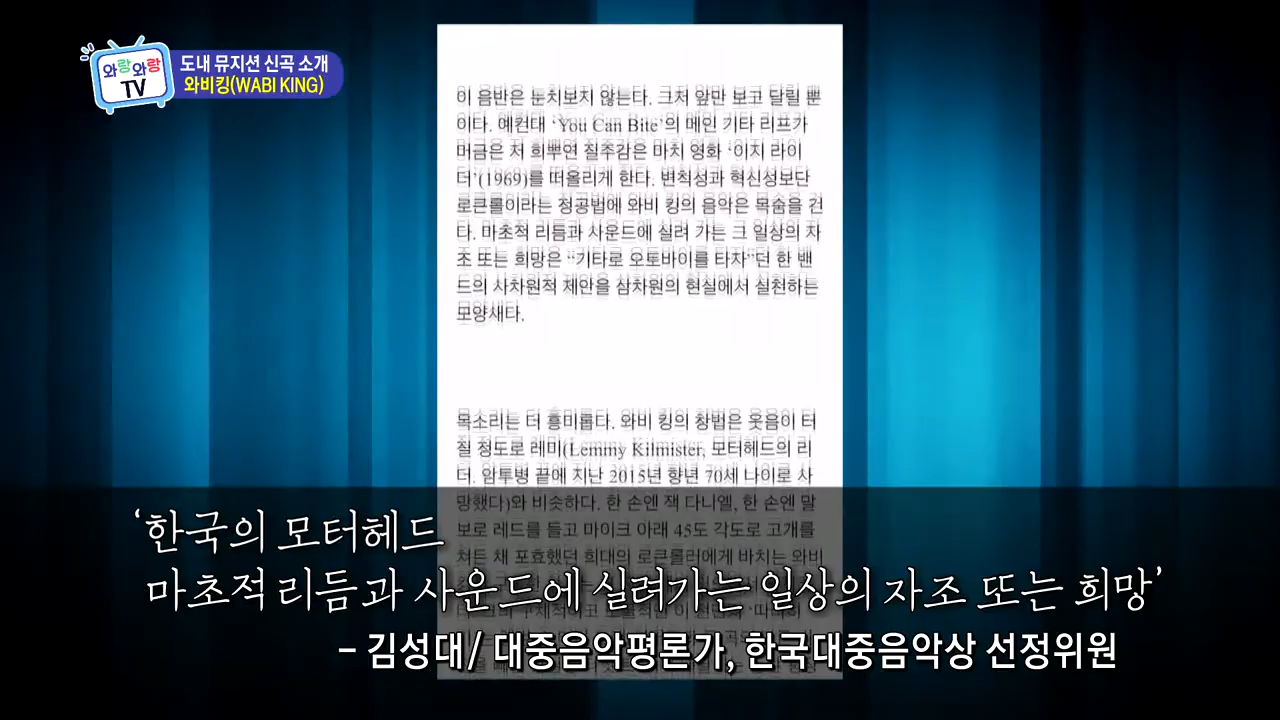 와랑와랑
TV
도내 뮤지션 신곡 소개
와비킹(WABI KING)
이 음반은 눈치보지 않는다. 그저 앞만 보고 달릴 뿐
이다. 예컨대 ‘You Can Bite’의 메인 기타 리프가
머금은 저 희뿌연 질주감은 마치 영화 ‘이지 라이
더’(1969)를 떠올리게 한다. 변칙성과 혁신성보단
로큰롤이라는 정공법에 와비 킹의 음악은 목숨을 건
다. 마초적 리듬과 사운드에 실려 가는 그 일상의 자
조 또는 희망은 “기타로 오토바이를 타자”던 한 밴
드의 사차원적 제안을 삼차원의 현실에서 실천하는
모양새다.
목소리는 더 흥미롭다. 와비 킹의 창법은 웃음이 터
질 정도로 레미(Lemmy Kilmister, 모터헤드의 리
더. 암투병 끝에 지난 2015년 향년 70세 나이로 사
망했다)와 비슷하다. 한 손엔 잭 다니엘, 한 손엔 말
보로 레드를 들고 마이크 아래 45도 각도로 고개를
쳐든 채 포효했던 희대의 로큰롤러에게 바치는 와비
‘한국의 모터헤드
마초적 리듬과 사운드에 실려가는 일상의 자조 또는 희망’
- 김성대/ 대중음악평론가, 한국대중음악상 선정위원